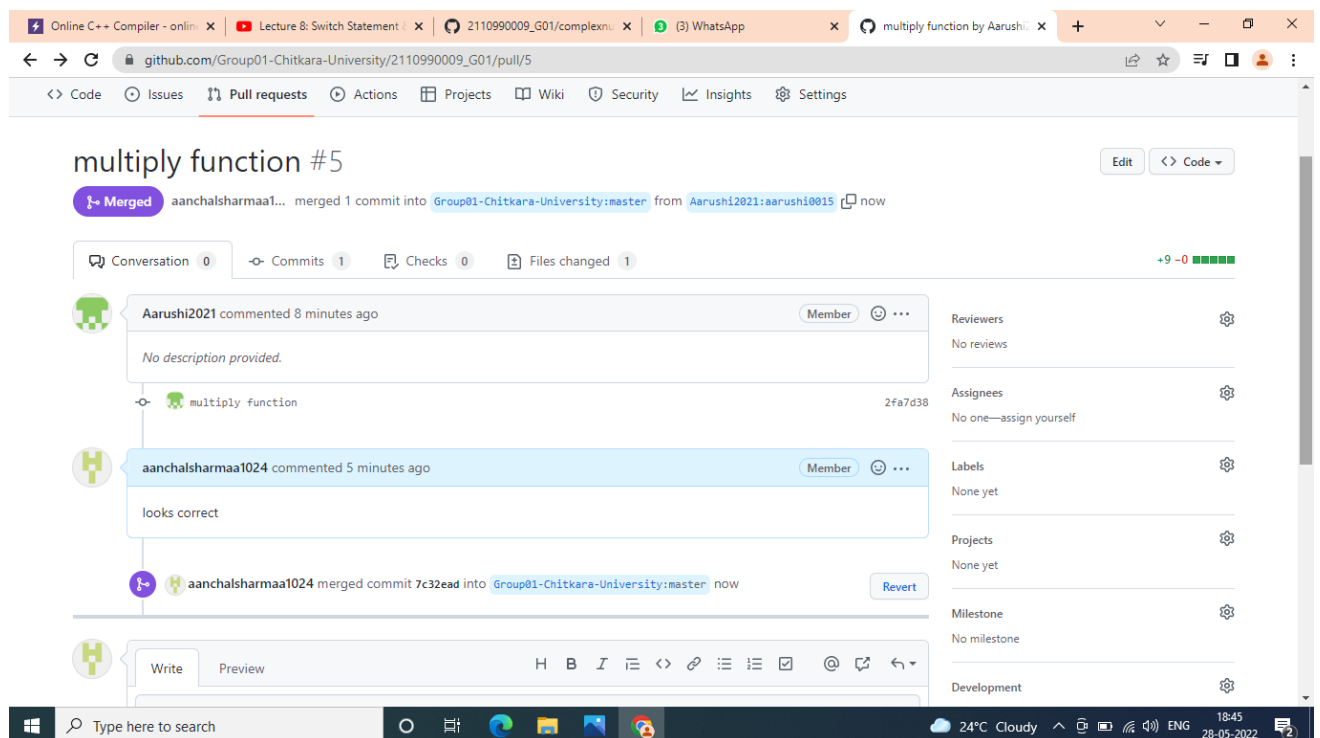 Online C++ Compiler - onlin
Lecture 8: Switch Statement &
2110990009_G01/complexnu
(3) WhatsApp
multiply function by Aarushi2
github.com/Group01-Chitkara-University/2110990009_G01/pull/5
<> Code Issues Pull requests Actions Projects Wiki Security Insights Settings
multiply function #5
Edit <> Code
Merged aanchalsharmaa1... merged 1 commit into Group01-Chitkara-University:master from Aarushi2021:aarushi0015 now
Conversation 0 Commits 1 Checks 0 Files changed 1 +9 −0
Aarushi2021 commented 8 minutes ago Member ...
No description provided.
multiply function 2fa7d38
aanchalsharmaa1024 commented 5 minutes ago Member ...
looks correct
aanchalsharmaa1024 merged commit 7c32ead into Group01-Chitkara-University:master now Revert
Write Preview H B I <> @
Reviewers
No reviews
Assignees
No one—assign yourself
Labels
None yet
Projects
None yet
Milestone
No milestone
Development
Type here to search
24°C Cloudy ENG 18:45
28-05-2022 2